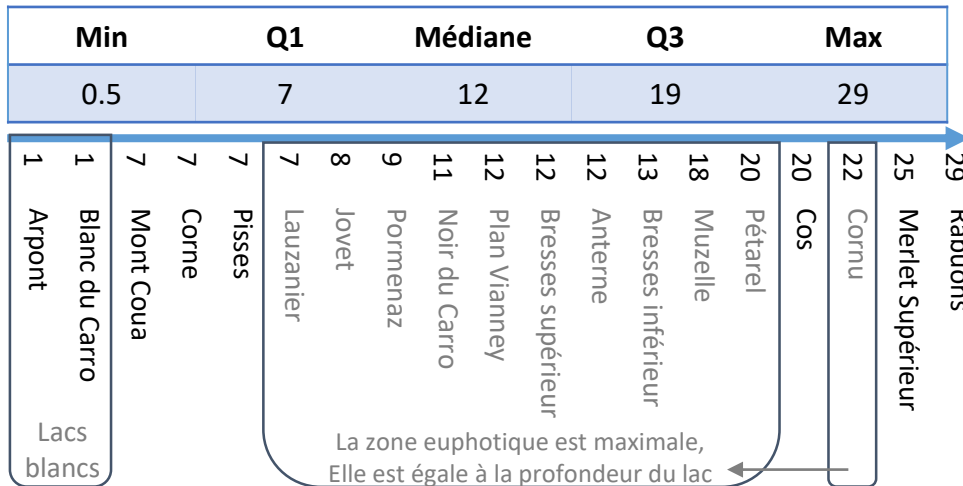 Min Q1 Médiane Q3 Max
0.5 7 12 19 29
1 Arpont
1 Blanc du Carro
7 Mont Coua
7 Corne
7 Pisses
7 Lauzanier
8 Jovet
9 Pormenaz
11 Noir du Carro
12 Plan Vianney
12 Bresses supérieur
12 Anterne
13 Bresses inférieur
18 Muzelle
20 Pétarel
20 Cos
22 Cornu
25 Merlet Supérieur
29 Rabuons
Lacs
blancs
La zone euphotique est maximale,
Elle est égale à la profondeur du lac